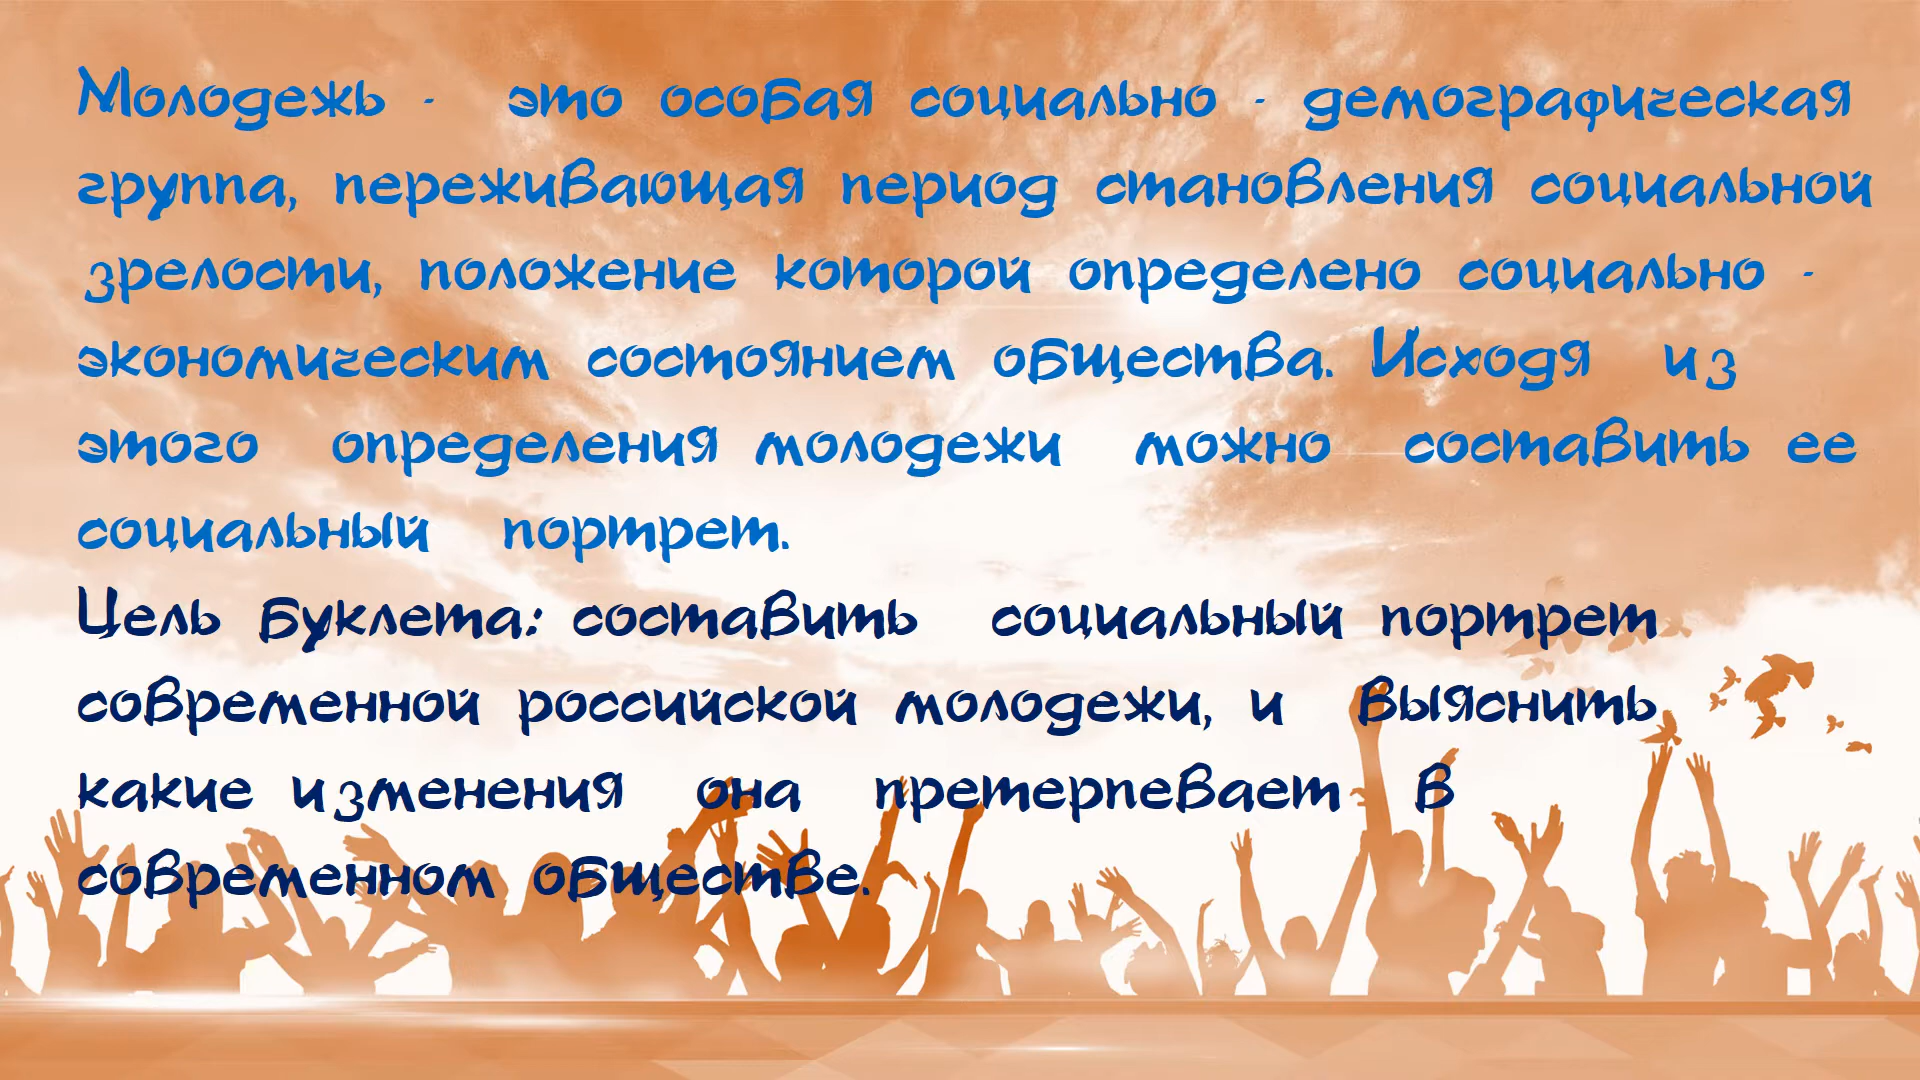 Молодежь - это особая социально - демографическая
группа, переживающая период становления социальной
зрелости, положение которой определено социально -
экономическим состоянием общества. Исходя из
этого определения молодежи можно составить ее
социальный портрет.
Цель буклета: составить социальный портрет
современной российской молодежи, и выяснить
какие изменения она претерпевает в
современном обществе.